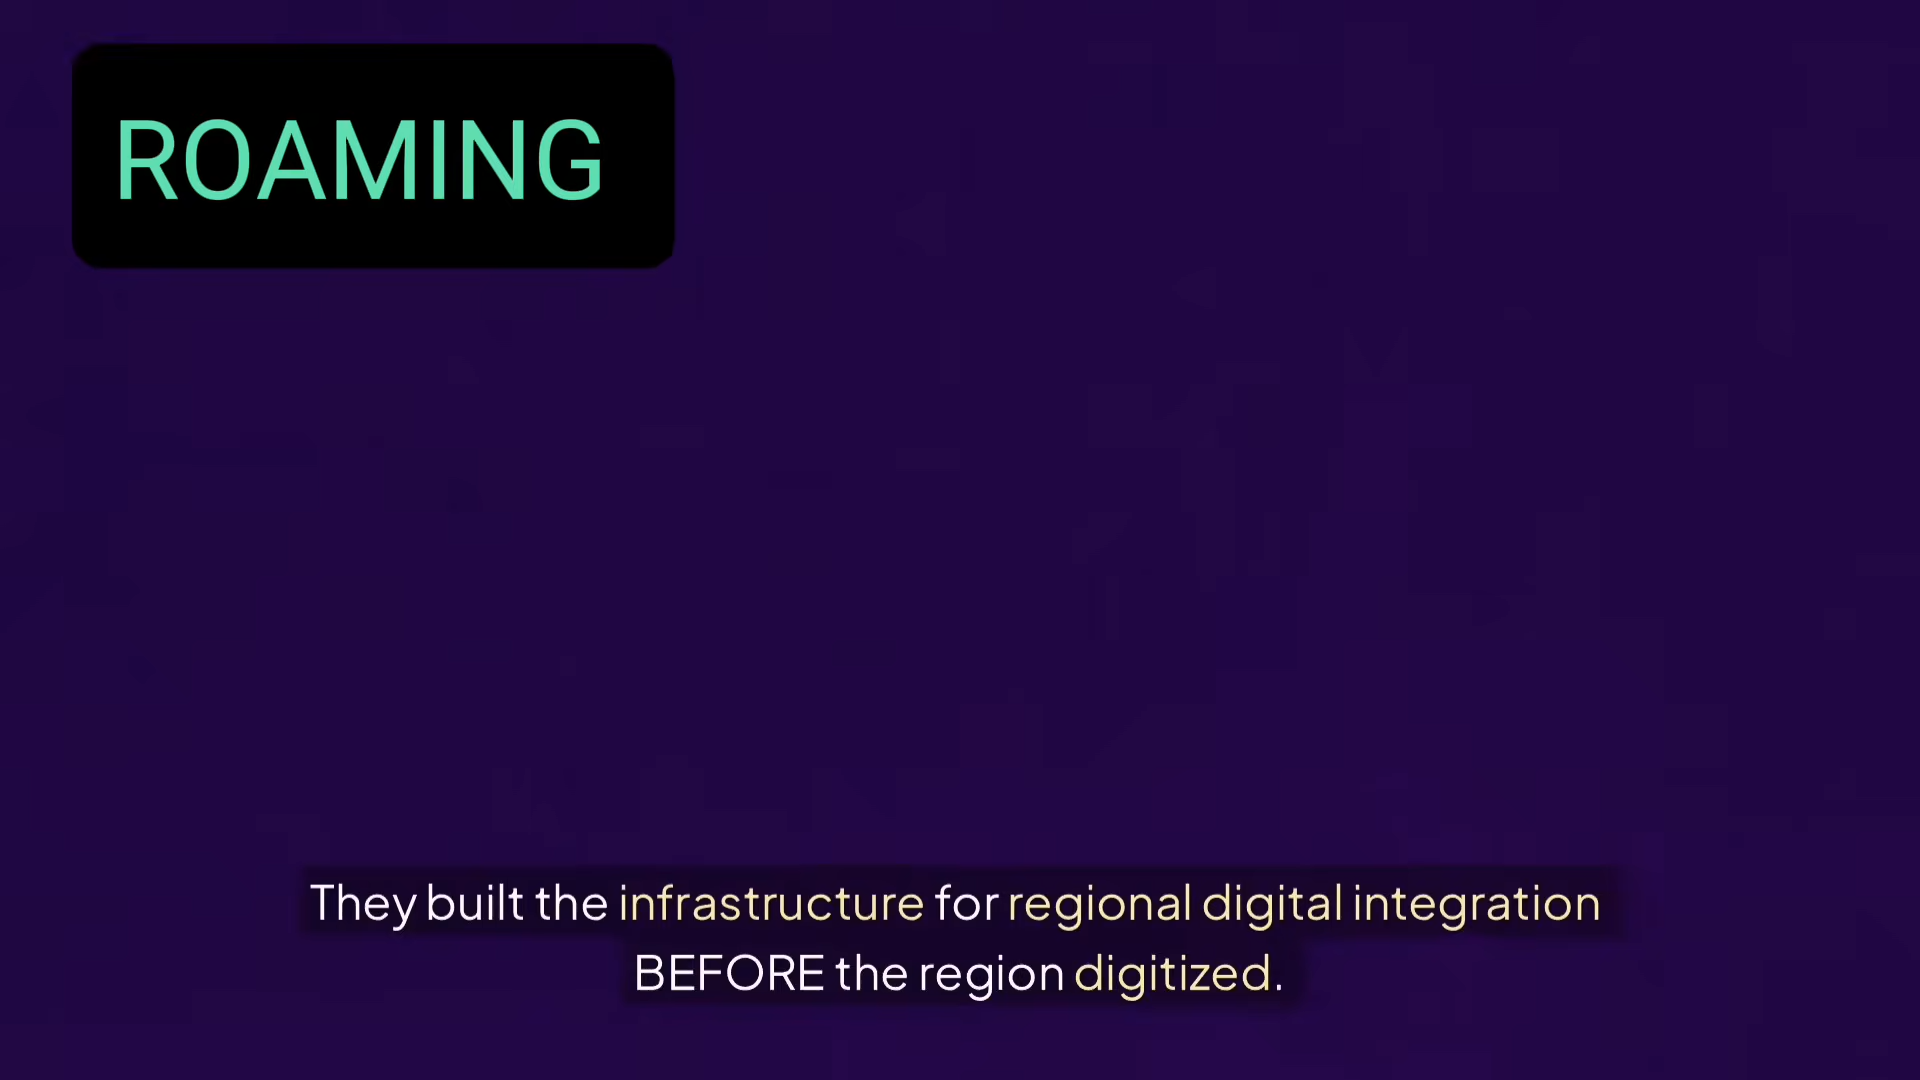 ROAMING
They built the infrastructure for regional digital integration
BEFORE the region digitized.